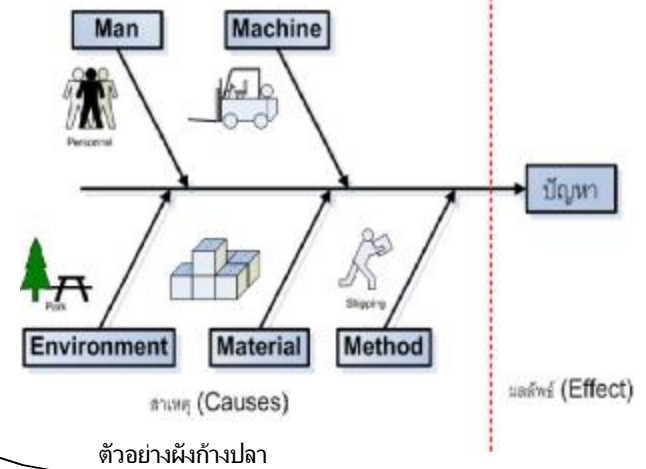 Man
Machine
Personnel
ปัญหา
Park
Shipping
Environment
Material
Method
สาเหตุ (Causes)
ผลลัพธ์ (Effect)
ตัวอย่างผังก้างปลา